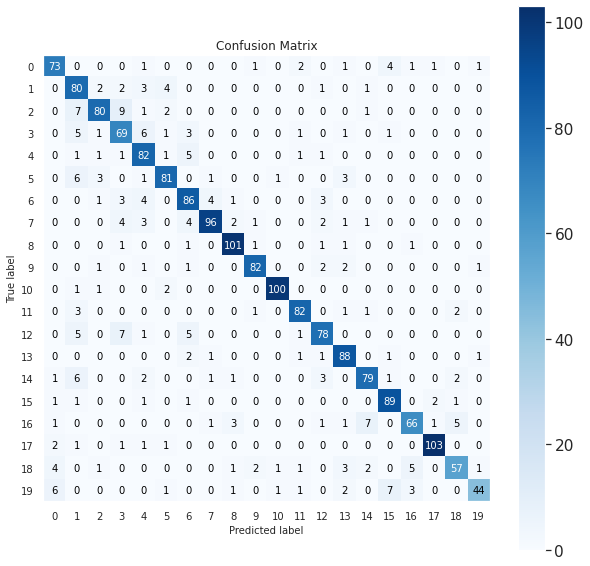 Confusion Matrix
0 73 0 0 0 1 0 0 0 0 1 0 2 0 1 0 4 1 1 0 1
1 0 80 2 2 3 4 0 0 0 0 0 0 1 0 1 0 0 0 0 0
2 0 7 80 9 1 2 0 0 0 0 0 0 0 0 1 0 0 0 0 0
3 0 5 1 69 6 1 3 0 0 0 0 1 0 1 0 1 0 0 0 0
4 0 1 1 1 82 1 5 0 0 0 0 1 1 0 0 0 0 0 0 0
5 0 6 3 0 1 81 0 1 0 0 1 0 0 3 0 0 0 0 0 0
6 0 0 1 3 4 0 86 4 1 0 0 0 3 0 0 0 0 0 0 0
7 0 0 0 4 3 0 4 96 2 1 0 0 2 1 1 0 0 0 0 0
8 0 0 0 1 0 0 1 0 101 1 0 0 1 1 0 0 1 0 0 0
9 0 0 1 0 1 0 1 0 0 82 0 0 2 2 0 0 0 0 0 1
10 0 1 1 0 0 2 0 0 0 0 100 0 0 0 0 0 0 0 0 0
11 0 3 0 0 0 0 0 0 0 1 0 82 0 1 1 0 0 0 2 0
12 0 5 0 7 1 0 5 0 0 0 0 1 78 0 0 0 0 0 0 0
13 0 0 0 0 0 0 2 1 0 0 0 1 1 88 0 1 0 0 0 1
14 1 6 0 0 2 0 0 1 1 0 0 0 3 0 79 1 0 0 2 0
15 1 1 0 0 1 0 1 0 0 0 0 0 0 0 0 89 0 2 1 0
16 1 0 0 0 0 0 0 1 3 0 0 0 1 1 7 0 66 1 5 0
17 2 1 0 1 1 1 0 0 0 0 0 0 0 0 0 0 0 103 0 0
18 4 0 1 0 0 0 0 0 1 2 1 1 0 3 2 0 5 0 57 1
19 6 0 0 0 0 1 0 0 1 0 1 1 0 2 0 7 3 0 0 44
0 1 2 3 4 5 6 7 8 9 10 11 12 13 14 15 16 17 18 19
Predicted label
True label
100
80
60
40
20
0